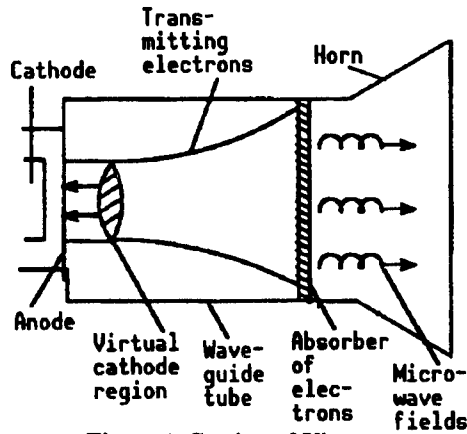 Trans-
mitting
electrons
Horn
Cathode
Anode
Virtual
cathode
region
Wave-
guide
tube
Absorber
of
elec-
trons
Micro-
wave
fields